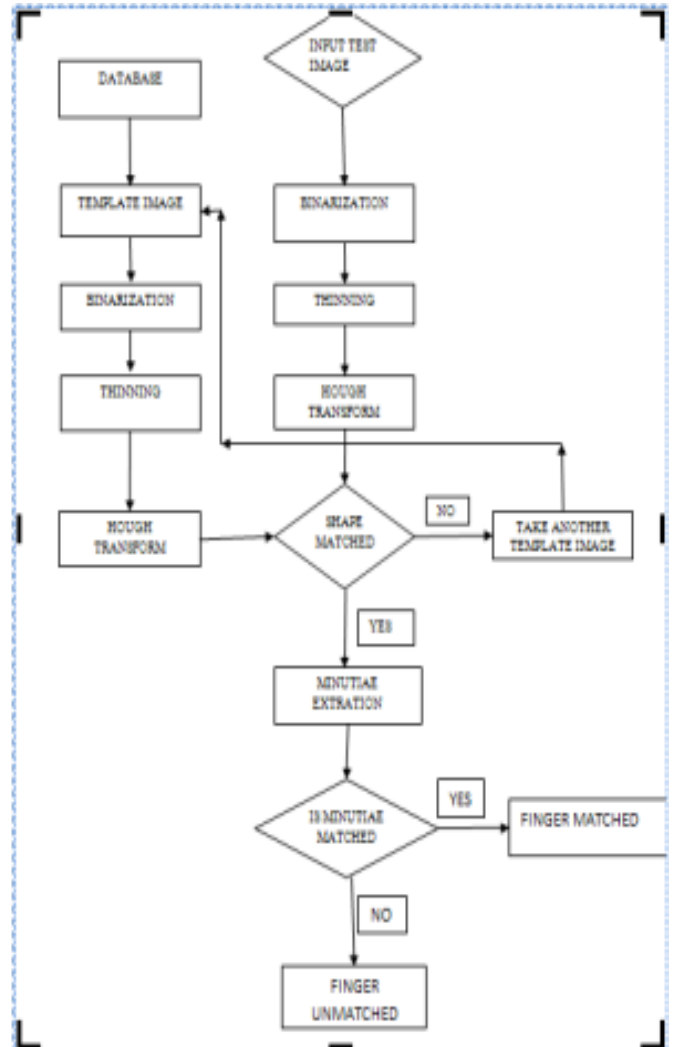 INPUT TEST
IMAGE
DATABASE
TEMPLATE IMAGE
BINARIZATION
BINARIZATION
THINNING
THINNING
HOUGH
TRANSFORM
HOUGH
TRANSFORM
SHAPE
MATCHED
NO
TAKE ANOTHER
TEMPLATE IMAGE
YES
MINUTIAE
EXTRATION
IS MINUTIAE
MATCHED
YES
FINGER MATCHED
NO
FINGER
UNMATCHED